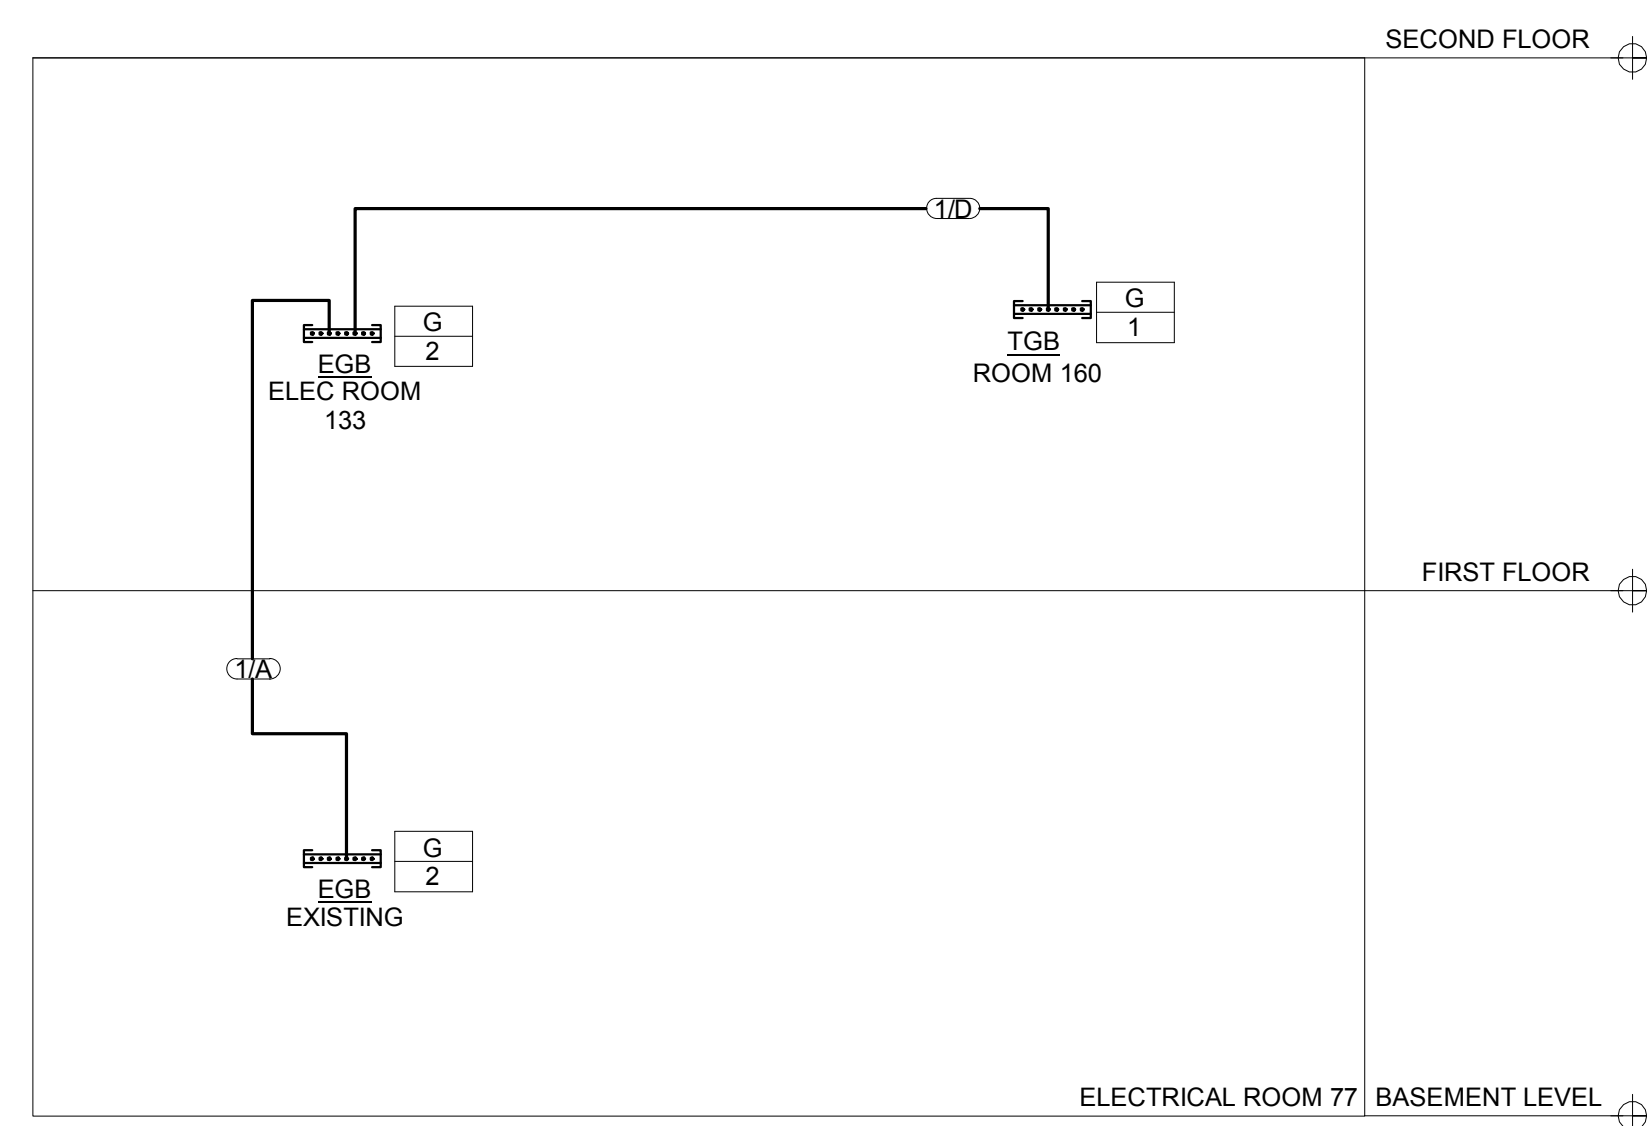 SECOND FLOOR
1/D
G
1
TGB
ROOM 160
G
2
EGB
ELEC ROOM
133
FIRST FLOOR
1/A
G
2
EGB
EXISTING
ELECTRICAL ROOM 77
BASEMENT LEVEL